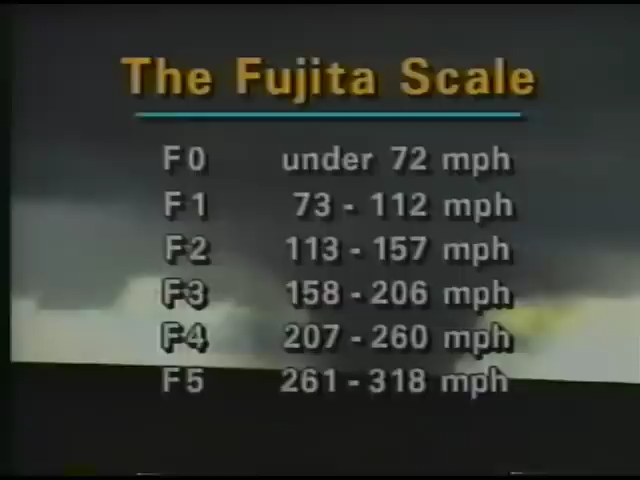 The Fujita Scale
F0 under 72 mph
F1 73 - 112 mph
F2 113 - 157 mph
F3 158 - 206 mph
F4 207 - 260 mph
F5 261 - 318 mph